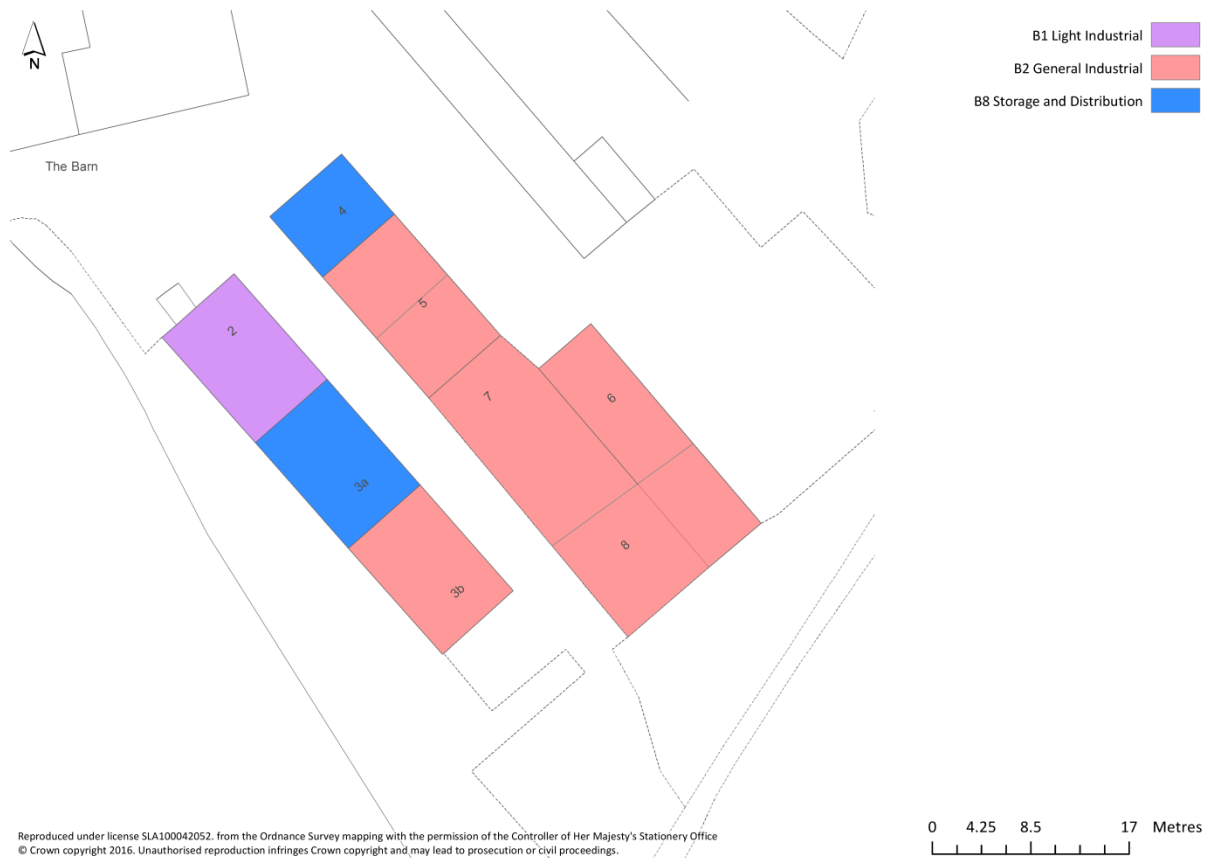 B1 Light Industrial
B2 General Industrial
B8 Storage and Distribution
N
The Barn
4
5
2
7
6
3a
8
3b
Reproduced under license SLA100042052. from the Ordnance Survey mapping with the permission of the Controller of Her Majesty's Stationery Office
© Crown copyright 2016. Unauthorised reproduction infringes Crown copyright and may lead to prosecution or civil proceedings.
0 4.25 8.5 17 Metres